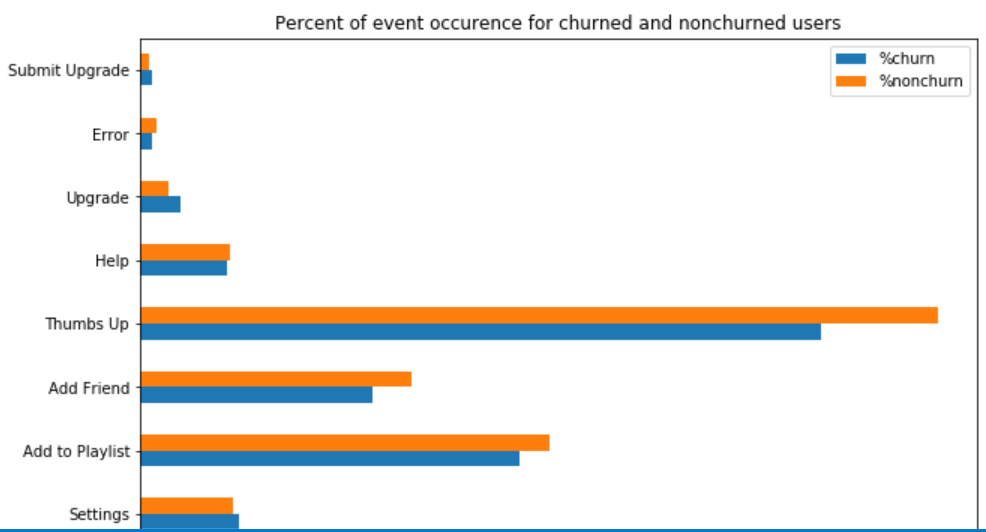 Percent of event occurence for churned and nonchurned users
%churn
%nonchurn
Submit Upgrade
Error
Upgrade
Help
Thumbs Up
Add Friend
Add to Playlist
Settings